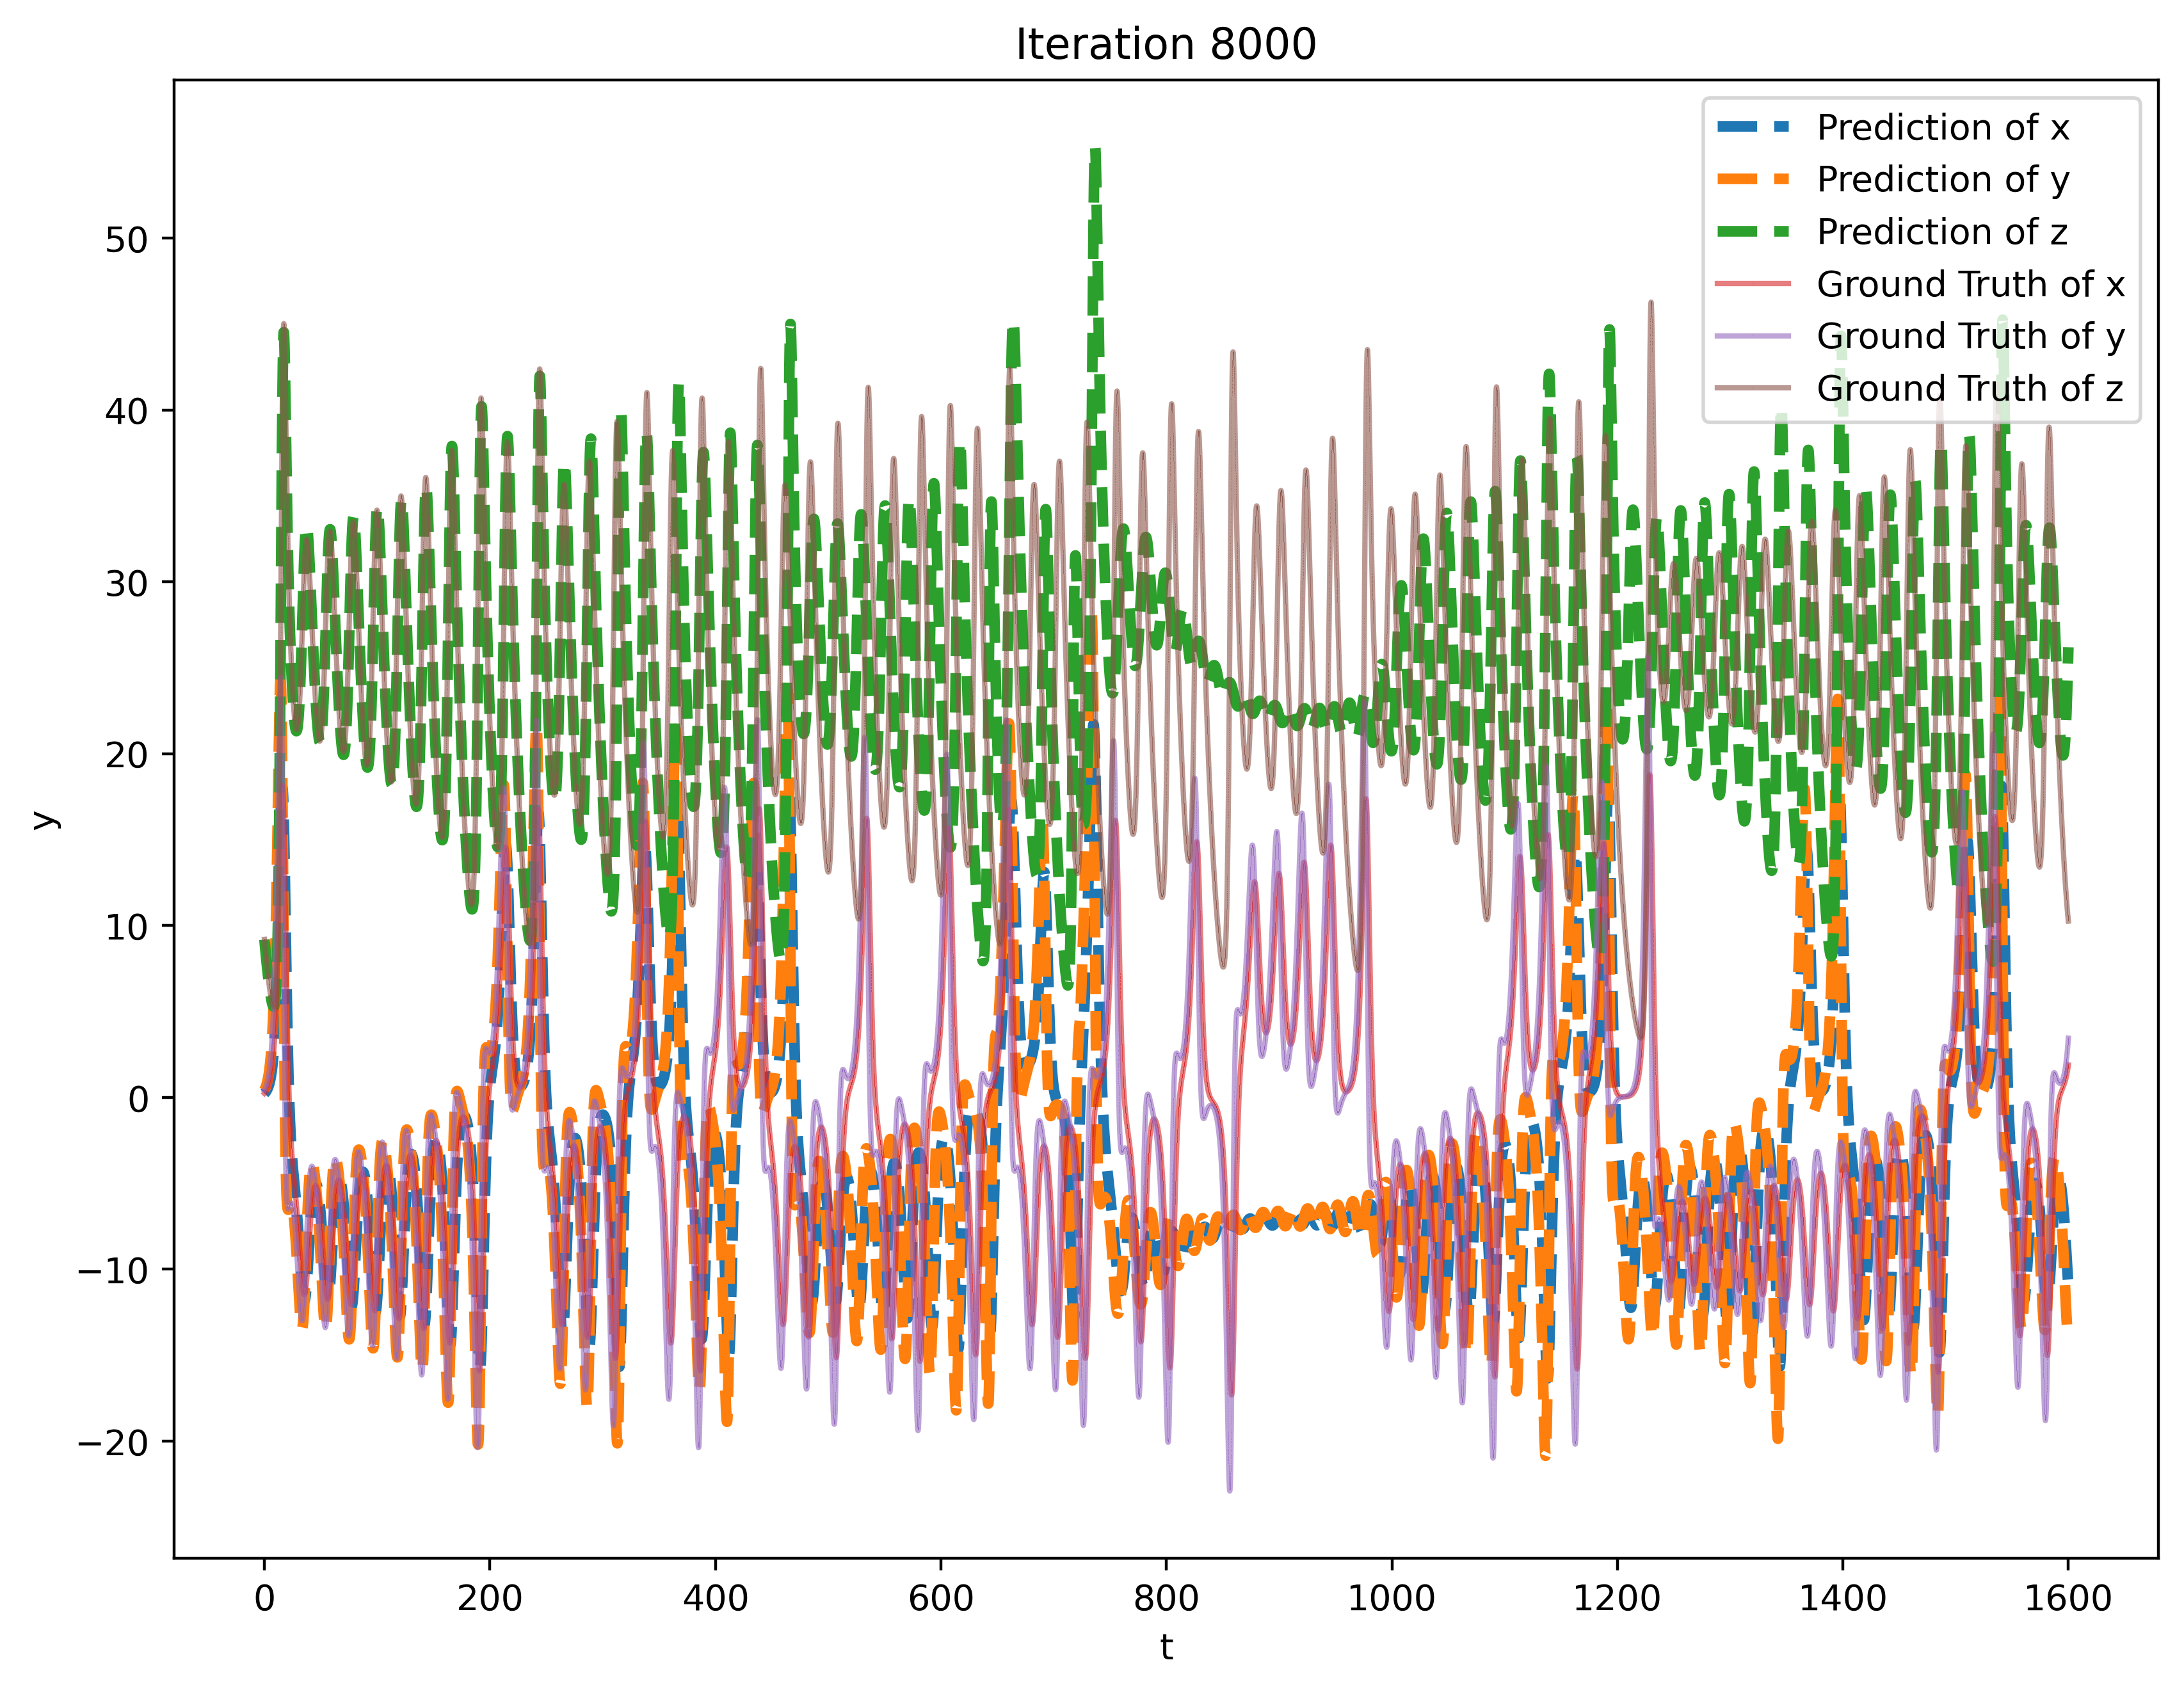 Iteration 8000
Prediction of x
Prediction of y
Prediction of z
Ground Truth of x
Ground Truth of y
Ground Truth of z
y
50
40
30
20
10
0
−10
−20
0 200 400 600 800 1000 1200 1400 1600
t